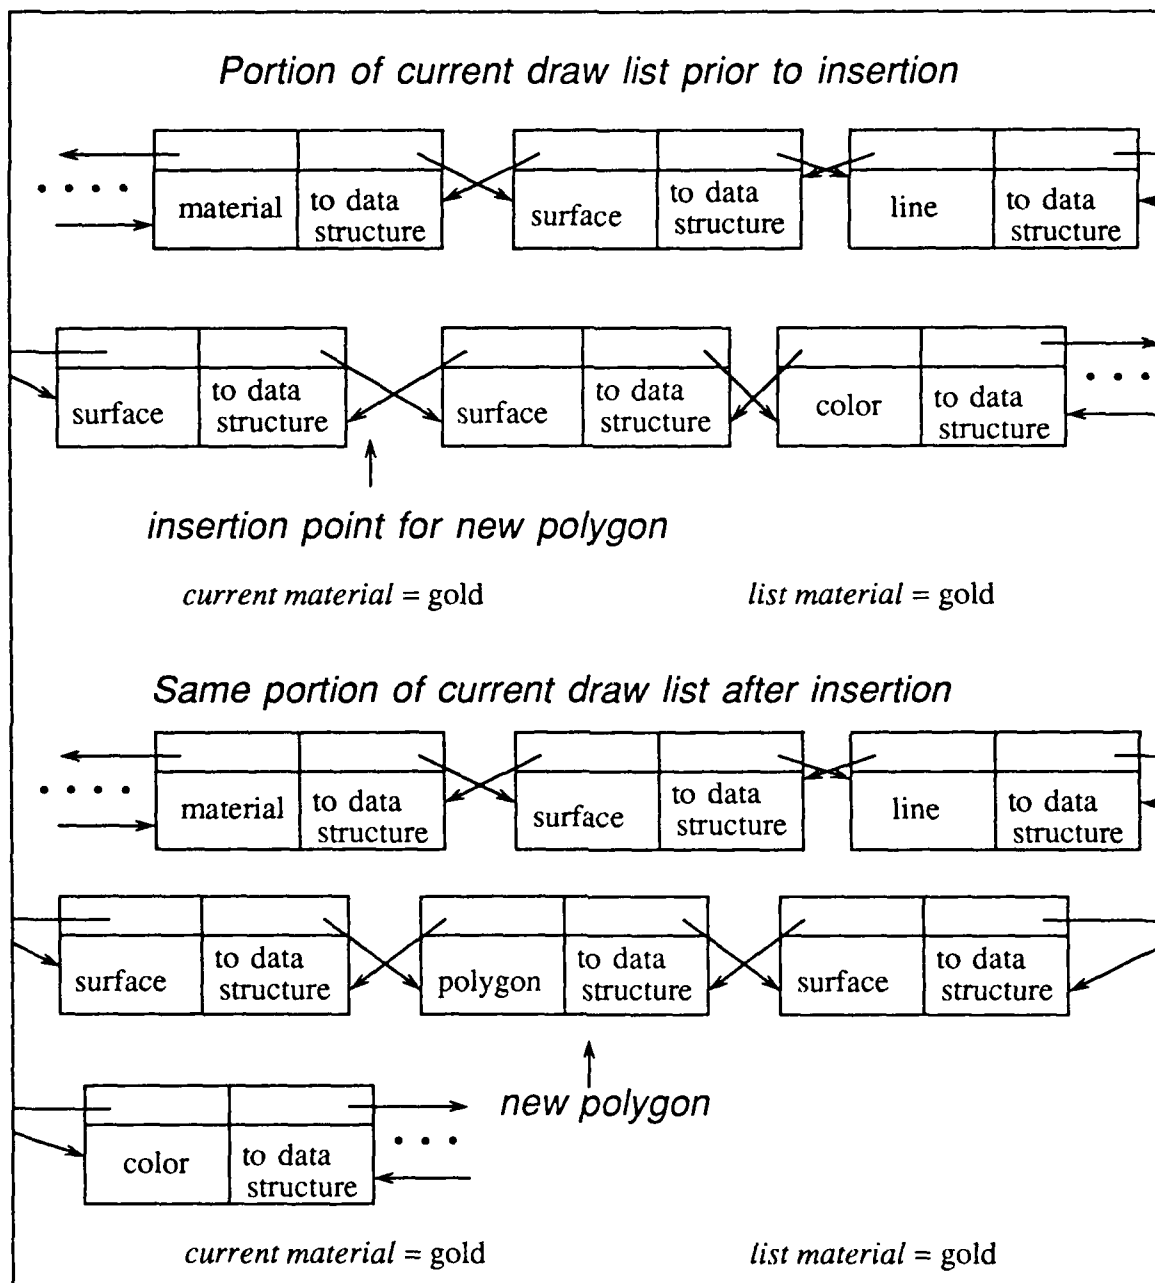 Portion of current draw list prior to insertion
material to data structure surface to data structure line to data structure
surface to data structure surface to data structure color to data structure
insertion point for new polygon
current material = gold list material = gold
Same portion of current draw list after insertion
material to data structure surface to data structure line to data structure
surface to data structure polygon to data structure surface to data structure
new polygon
color to data structure
current material = gold list material = gold